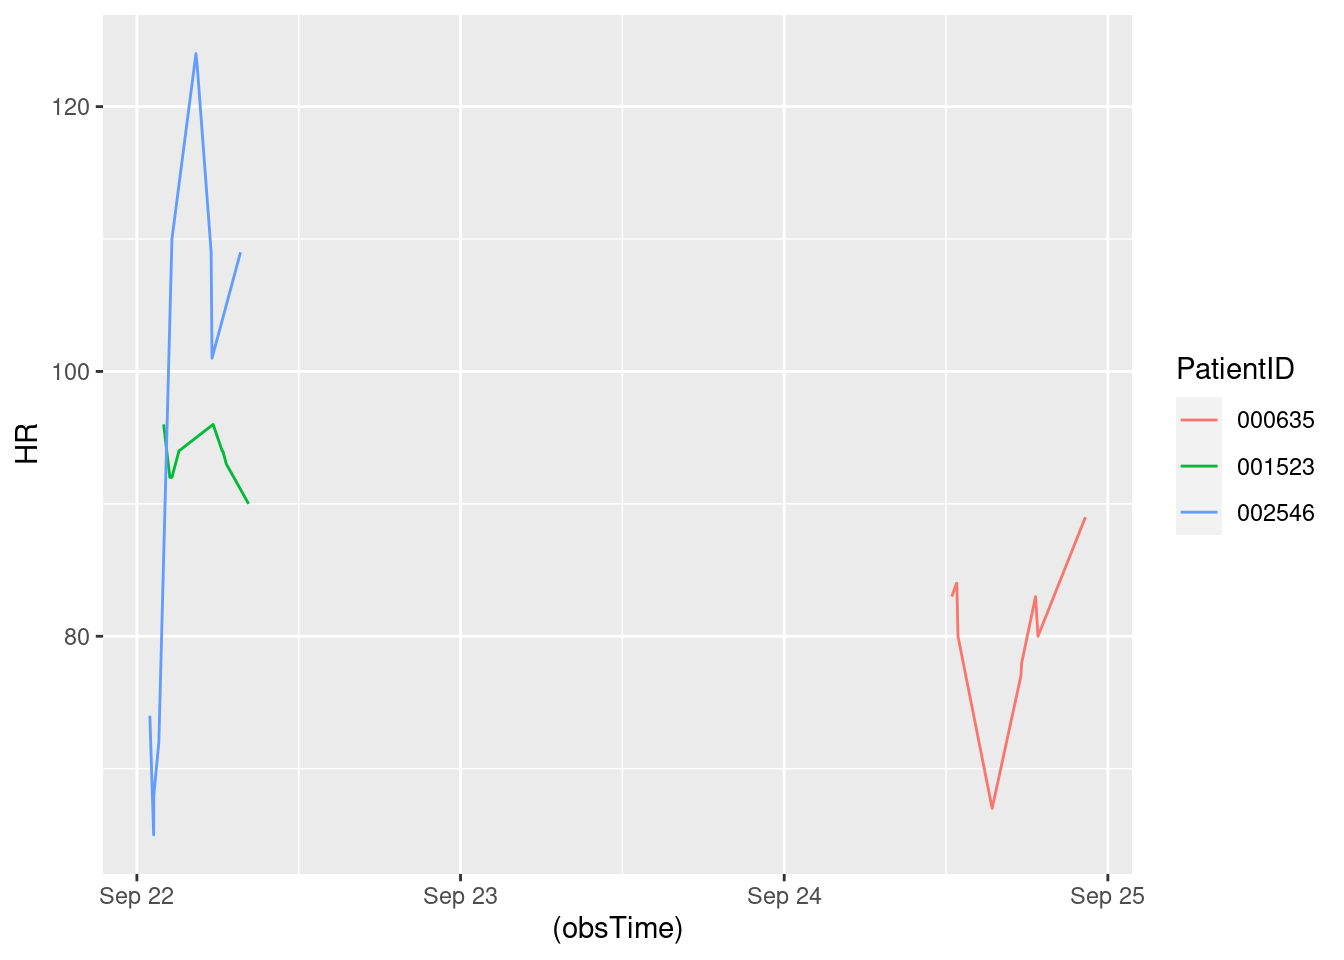 HR
120
100
80
Sep 22
Sep 23
Sep 24
Sep 25
(obsTime)
PatientID
000635
001523
002546